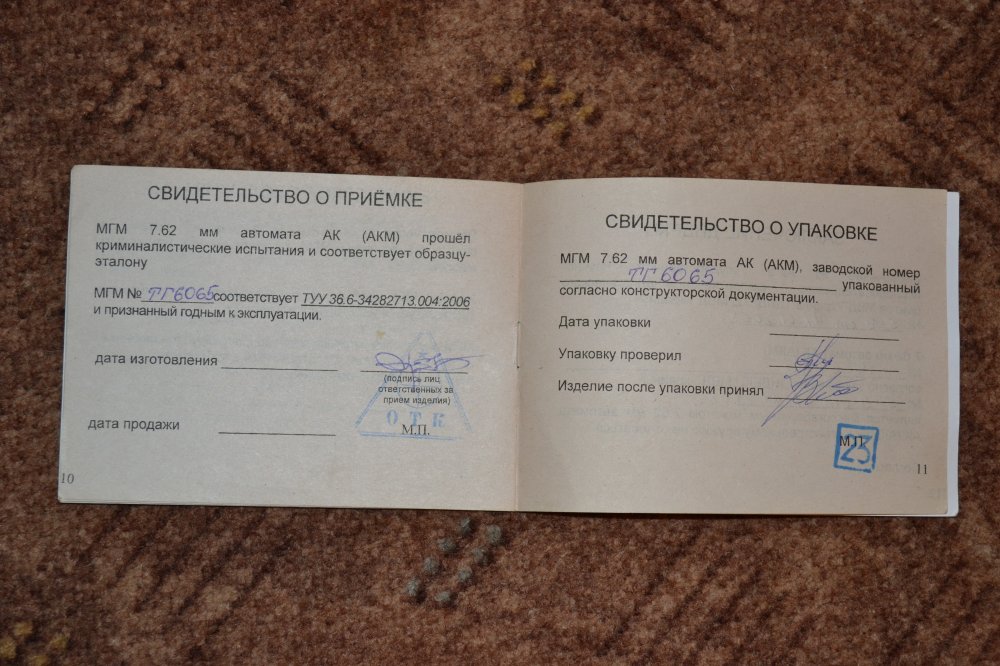 СВИДЕТЕЛЬСТВО О ПРИЁМКЕ
МГМ 7.62 мм автомата АК (АКМ) прошёл
криминалистические испытания и соответствует образцу-
эталону
МГМ № ТГ6065 соответствует ТУУ 36.6-34282713.004:2006
и признанный годным к эксплуатации.
дата изготовления
(подпись лиц
ответственных за
прием изделия)
ОТК
М.П.
дата продажи
10
СВИДЕТЕЛЬСТВО О УПАКОВКЕ
МГМ 7.62 мм автомата АК (АКМ), заводской номер
ТГ6065 упакованный
согласно конструкторской документации.
Дата упаковки
Упаковку проверил
Изделие после упаковки принял
М.П.
23
11